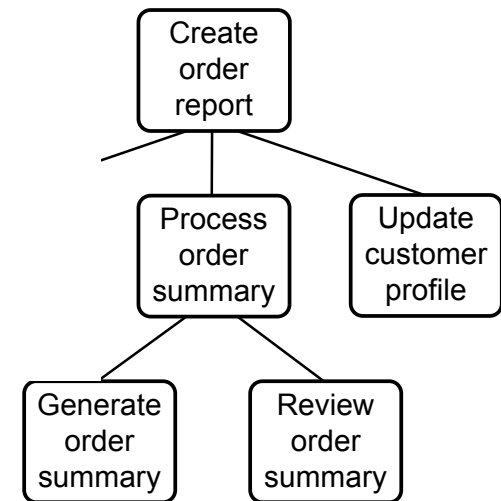 Create
order
report
Process
order
summary
Update
customer
profile
Generate
order
summary
Review
order
summary